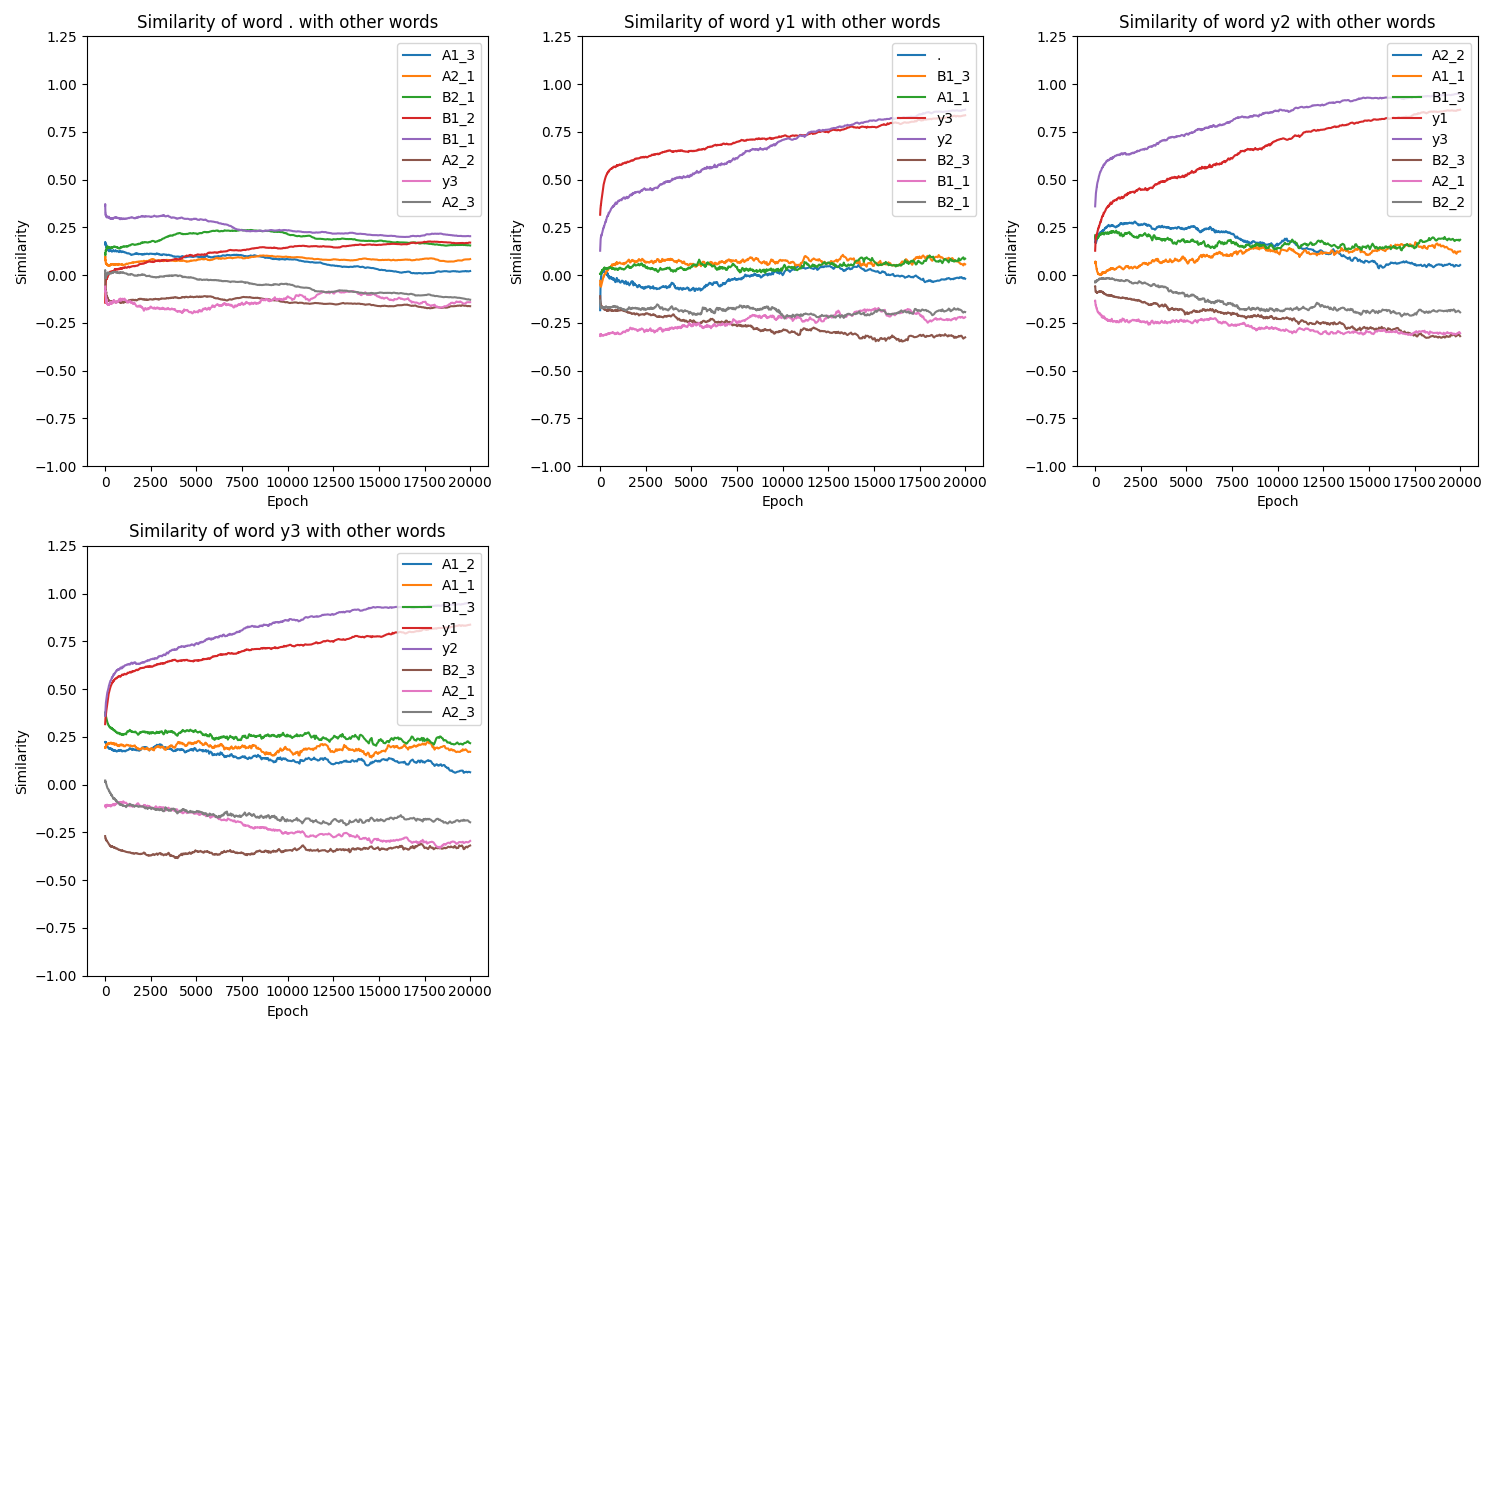 Similarity of word . with other words
Similarity
1.25
1.00
0.75
0.50
0.25
0.00
−0.25
−0.50
−0.75
−1.00
A1_3
A2_1
B2_1
B1_2
B1_1
A2_2
y3
A2_3
0 2500 5000 7500 10000 12500 15000 17500 20000
Epoch
Similarity of word y1 with other words
Similarity
1.25
1.00
0.75
0.50
0.25
0.00
−0.25
−0.50
−0.75
−1.00
.
B1_3
A1_1
y3
y2
B2_3
B1_1
B2_1
0 2500 5000 7500 10000 12500 15000 17500 20000
Epoch
Similarity of word y2 with other words
Similarity
1.25
1.00
0.75
0.50
0.25
0.00
−0.25
−0.50
−0.75
−1.00
A2_2
A1_1
B1_3
y1
y3
B2_3
A2_1
B2_2
0 2500 5000 7500 10000 12500 15000 17500 20000
Epoch
Similarity of word y3 with other words
Similarity
1.25
1.00
0.75
0.50
0.25
0.00
−0.25
−0.50
−0.75
−1.00
A1_2
A1_1
B1_3
y1
y2
B2_3
A2_1
A2_3
0 2500 5000 7500 10000 12500 15000 17500 20000
Epoch